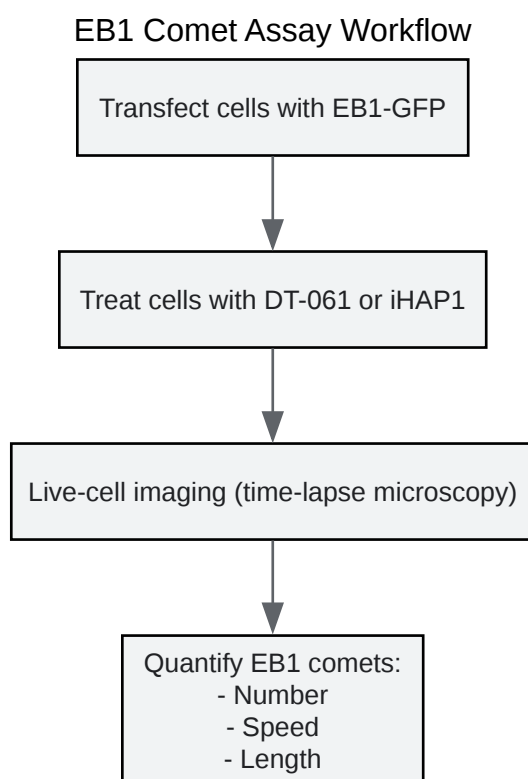 EB1 Comet Assay Workflow
Transfect cells with EB1-GFP
Treat cells with DT-061 or iHAP1
Live-cell imaging (time-lapse microscopy)
Quantify EB1 comets:
- Number
- Speed
- Length